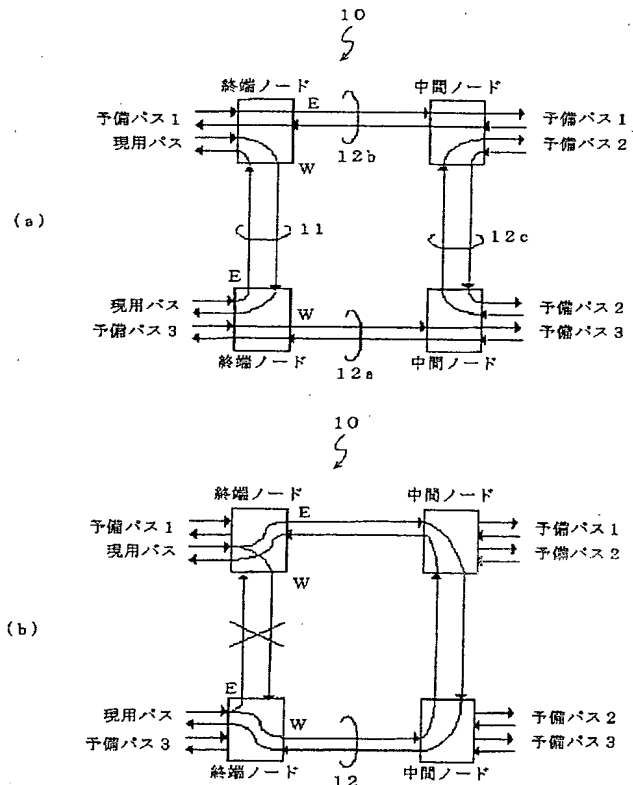 10
終端ノード
中間ノード
予備パス1
E
予備パス1
現用パス
予備パス2
W
12b
(a)
11
12c
E
現用パス
W
予備パス2
予備パス3
予備パス3
終端ノード
12a
中間ノード
10
終端ノード
中間ノード
E
予備パス1
予備パス1
現用パス
予備パス2
W
(b)
E
現用パス
W
予備パス2
予備パス3
予備パス3
終端ノード
12
中間ノード